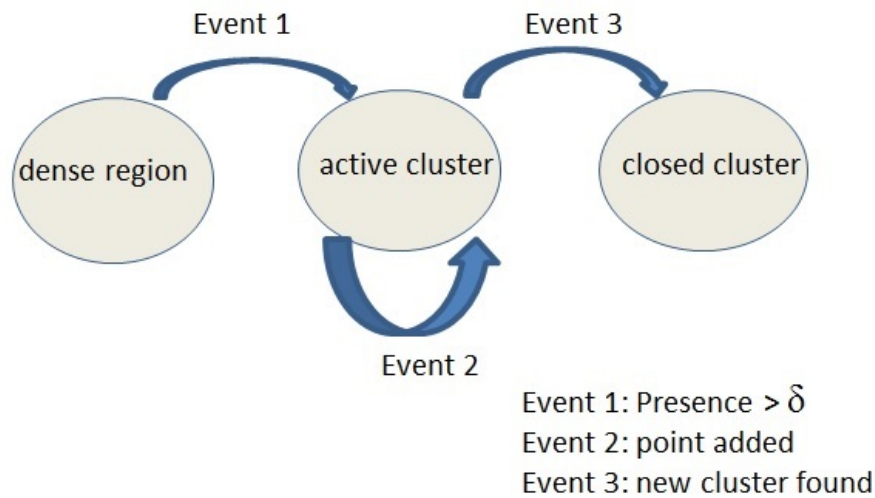 Event 1
Event 3
dense region
active cluster
closed cluster
Event 2
Event 1: Presence > δ
Event 2: point added
Event 3: new cluster found